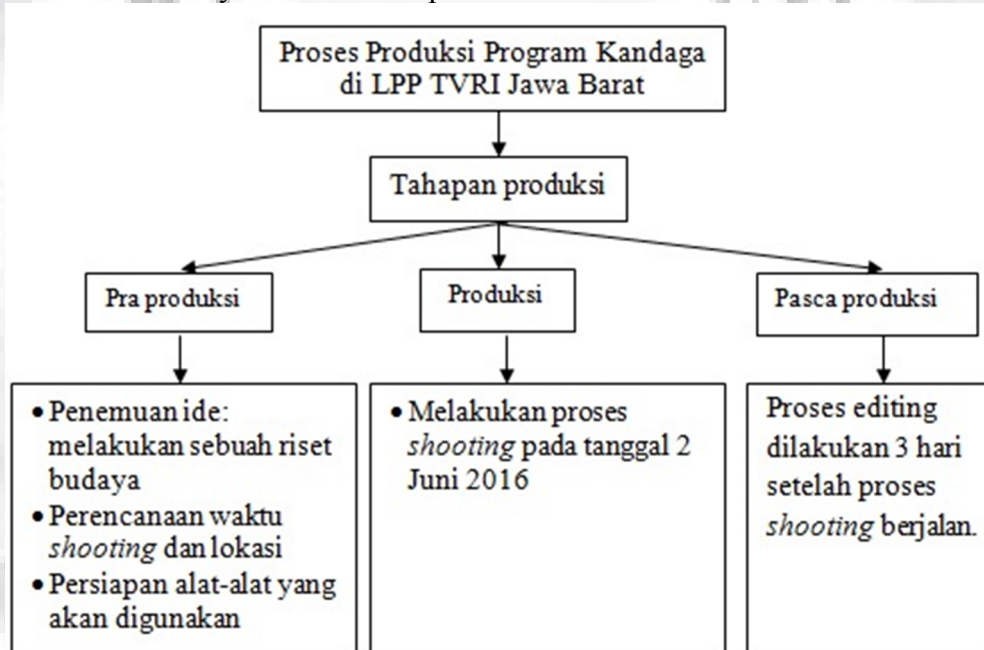 Proses Produksi Program Kandaga
di LPP TVRI Jawa Barat
Tahapan produksi
Pra produksi
Produksi
Pasca produksi
• Penemuan ide:
melakukan sebuah riset
budaya
• Perencanaan waktu
shooting dan lokasi
• Persiapan alat-alat yang
akan digunakan
• Melakukan proses
shooting pada tanggal 2
Juni 2016
Proses editing
dilakukan 3 hari
setelah proses
shooting berjalan.